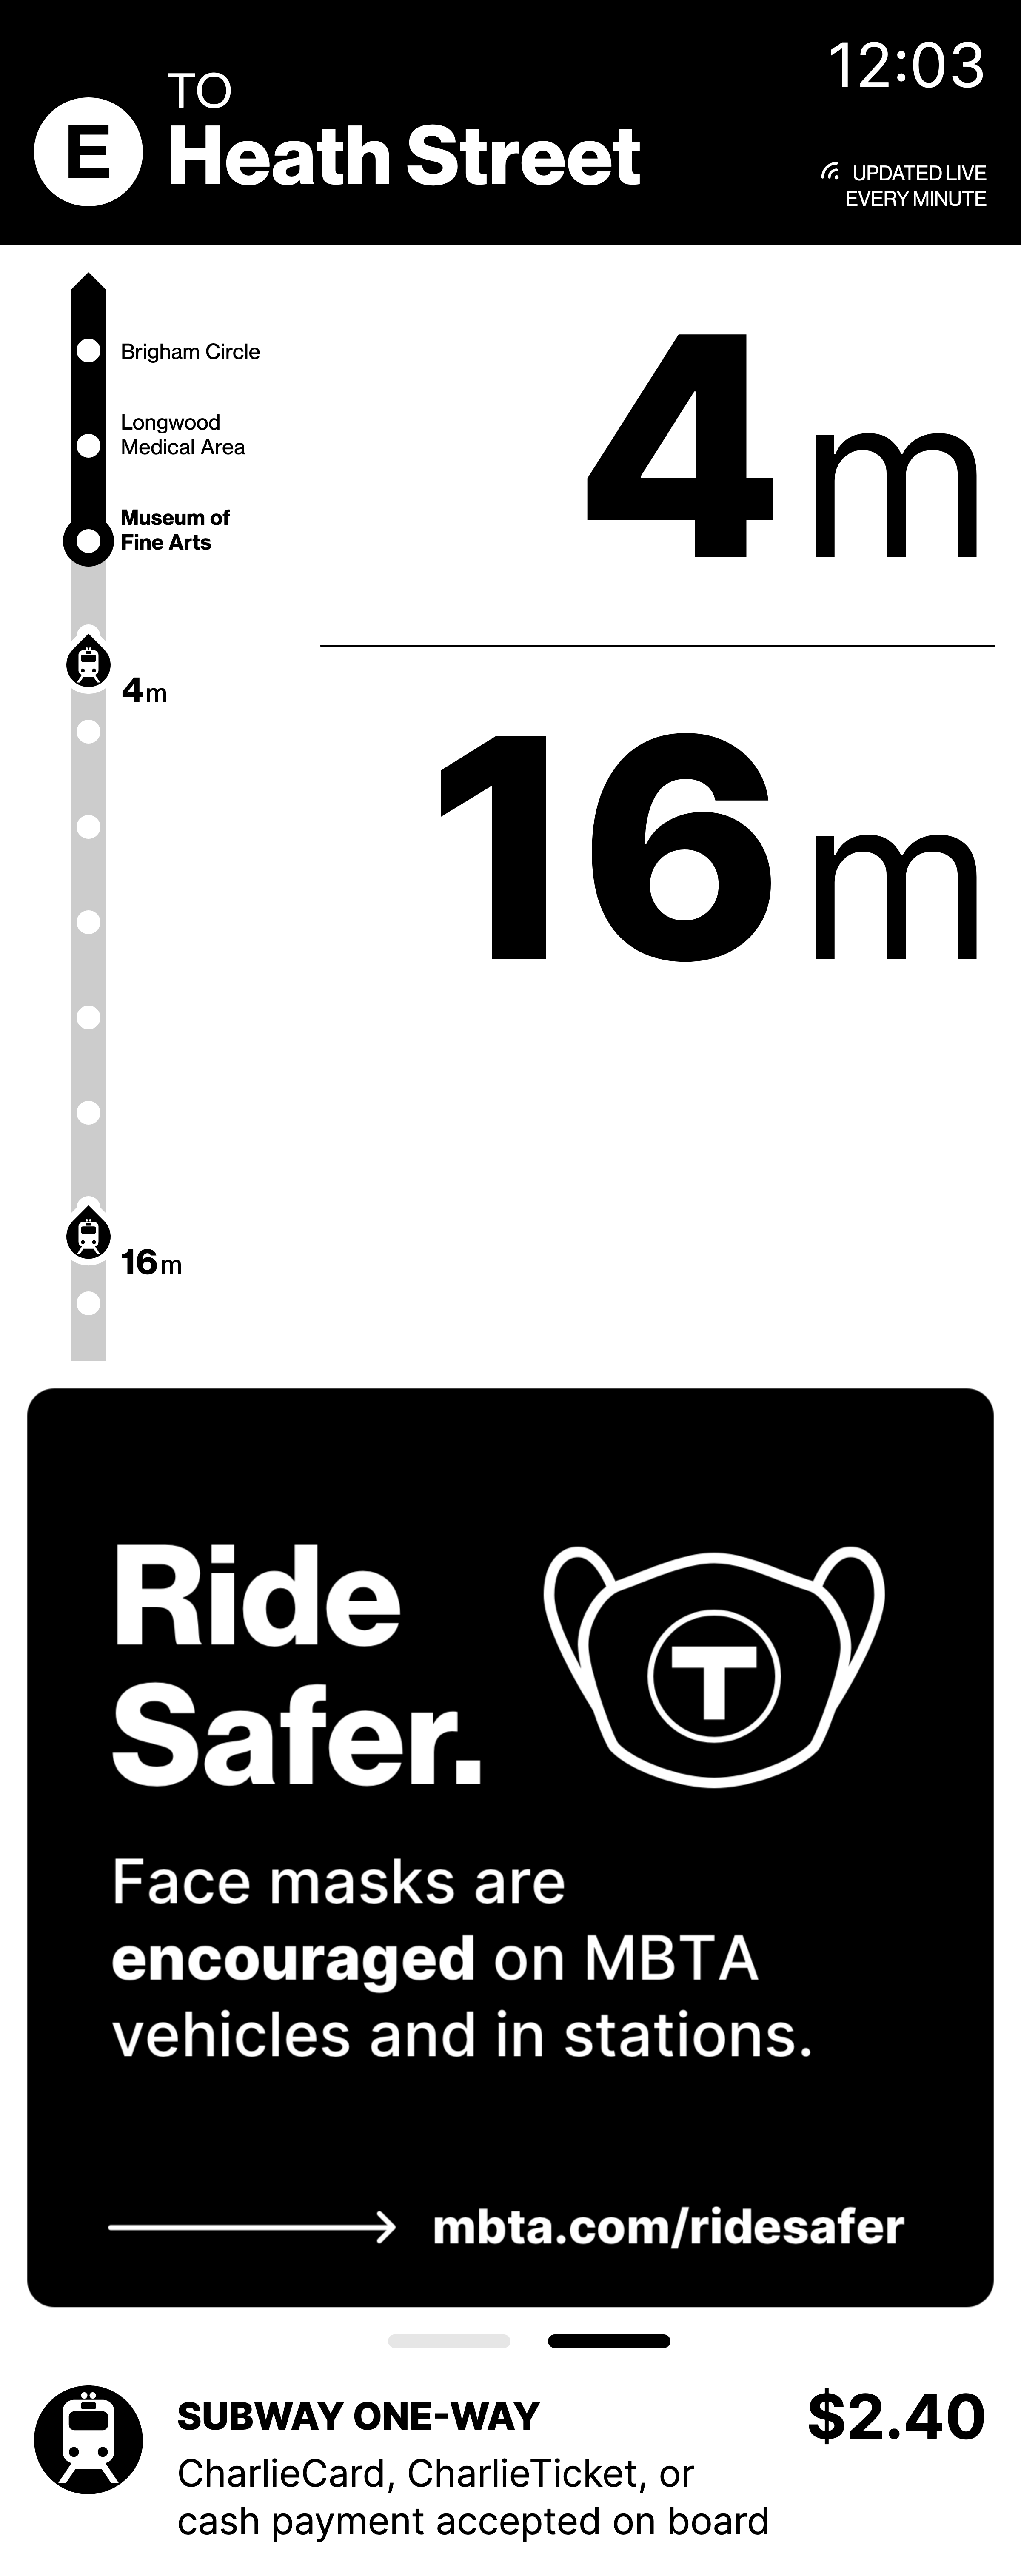 12:03
TO
E
Heath Street
UPDATED LIVE
EVERY MINUTE
Brigham Circle
Longwood
Medical Area
Museum of
Fine Arts
4m
16m
4m
16m
Ride
Safer.
T
Face masks are
encouraged on MBTA
vehicles and in stations.
mbta.com/ridesafer
SUBWAY ONE-WAY
$2.40
CharlieCard, CharlieTicket, or
cash payment accepted on board